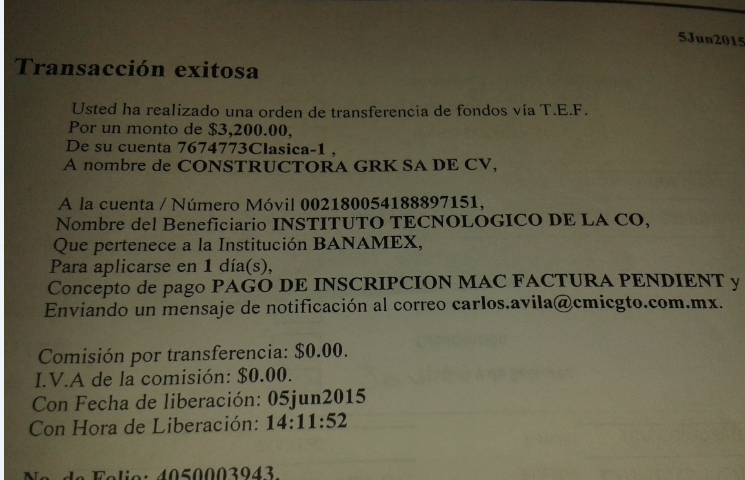 5Jun2015
Transacción exitosa
Usted ha realizado una orden de transferencia de fondos vía T.E.F.
Por un monto de $3,200.00,
De su cuenta 7674773Clasica-1 ,
A nombre de CONSTRUCTORA GRK SA DE CV,
A la cuenta / Número Móvil 002180054188897151,
Nombre del Beneficiario INSTITUTO TECNOLOGICO DE LA CO,
Que pertenece a la Institución BANAMEX,
Para aplicarse en 1 día(s),
Concepto de pago PAGO DE INSCRIPCION MAC FACTURA PENDIENT y
Enviando un mensaje de notificación al correo carlos.avila@cmicgto.com.mx.
Comisión por transferencia: $0.00.
I.V.A de la comisión: $0.00.
Con Fecha de liberación: 05jun2015
Con Hora de Liberación: 14:11:52
No. de Folio: 4050003943.